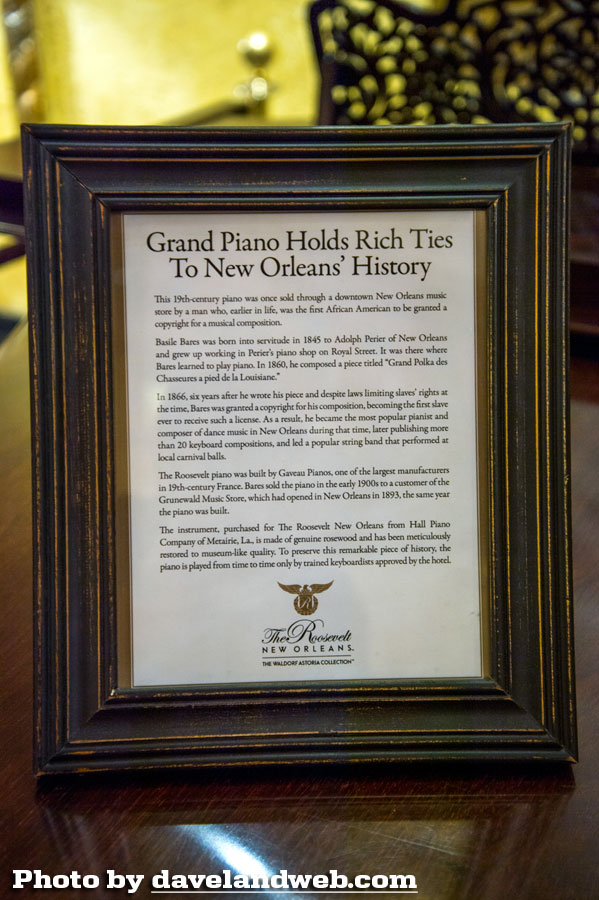 Grand Piano Holds Rich Ties
To New Orleans' History
This 19th-century piano was once sold through a downtown New Orleans music
store by a man who, earlier in life, was the first African American to be granted a
copyright for a musical composition.
Basile Bares was born into servitude in 1845 to Adolph Perier of New Orleans
and grew up working in Perier's piano shop on Royal Street. It was there where
Bares learned to play piano. In 1860, he composed a piece titled "Grand Polka des
Chasseures a pied de la Louisiane."
In 1866, six years after he wrote his piece and despite laws limiting slaves' rights at
the time, Bares was granted a copyright for his composition, becoming the first slave
ever to receive such a license. As a result, he became the most popular pianist and
composer of dance music in New Orleans during that time, later publishing more
than 20 keyboard compositions, and led a popular string band that performed at
local carnival balls.
The Roosevelt piano was built by Gaveau Pianos, one of the largest manufacturers
in 19th-century France. Bares sold the piano in the early 1900s to a customer of the
Grunewald Music Store, which had opened in New Orleans in 1893, the same year
the piano was built.
The instrument, purchased for The Roosevelt New Orleans from Hall Piano
Company of Metairie, La., is made of genuine rosewood and has been meticulously
restored to museum-like quality. To preserve this remarkable piece of history, the
piano is played from time to time only by trained keyboardists approved by the hotel.
The Roosevelt
NEW ORLEANS.
THE WALDORF ASTORIA COLLECTION™
Photo by davelandweb.com